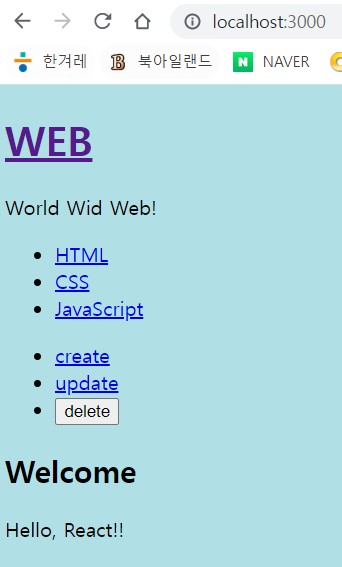 localhost:3000
한겨레 북아일랜드 NAVER
WEB
World Wid Web!
HTML
CSS
JavaScript
create
update
delete
Welcome
Hello, React!!